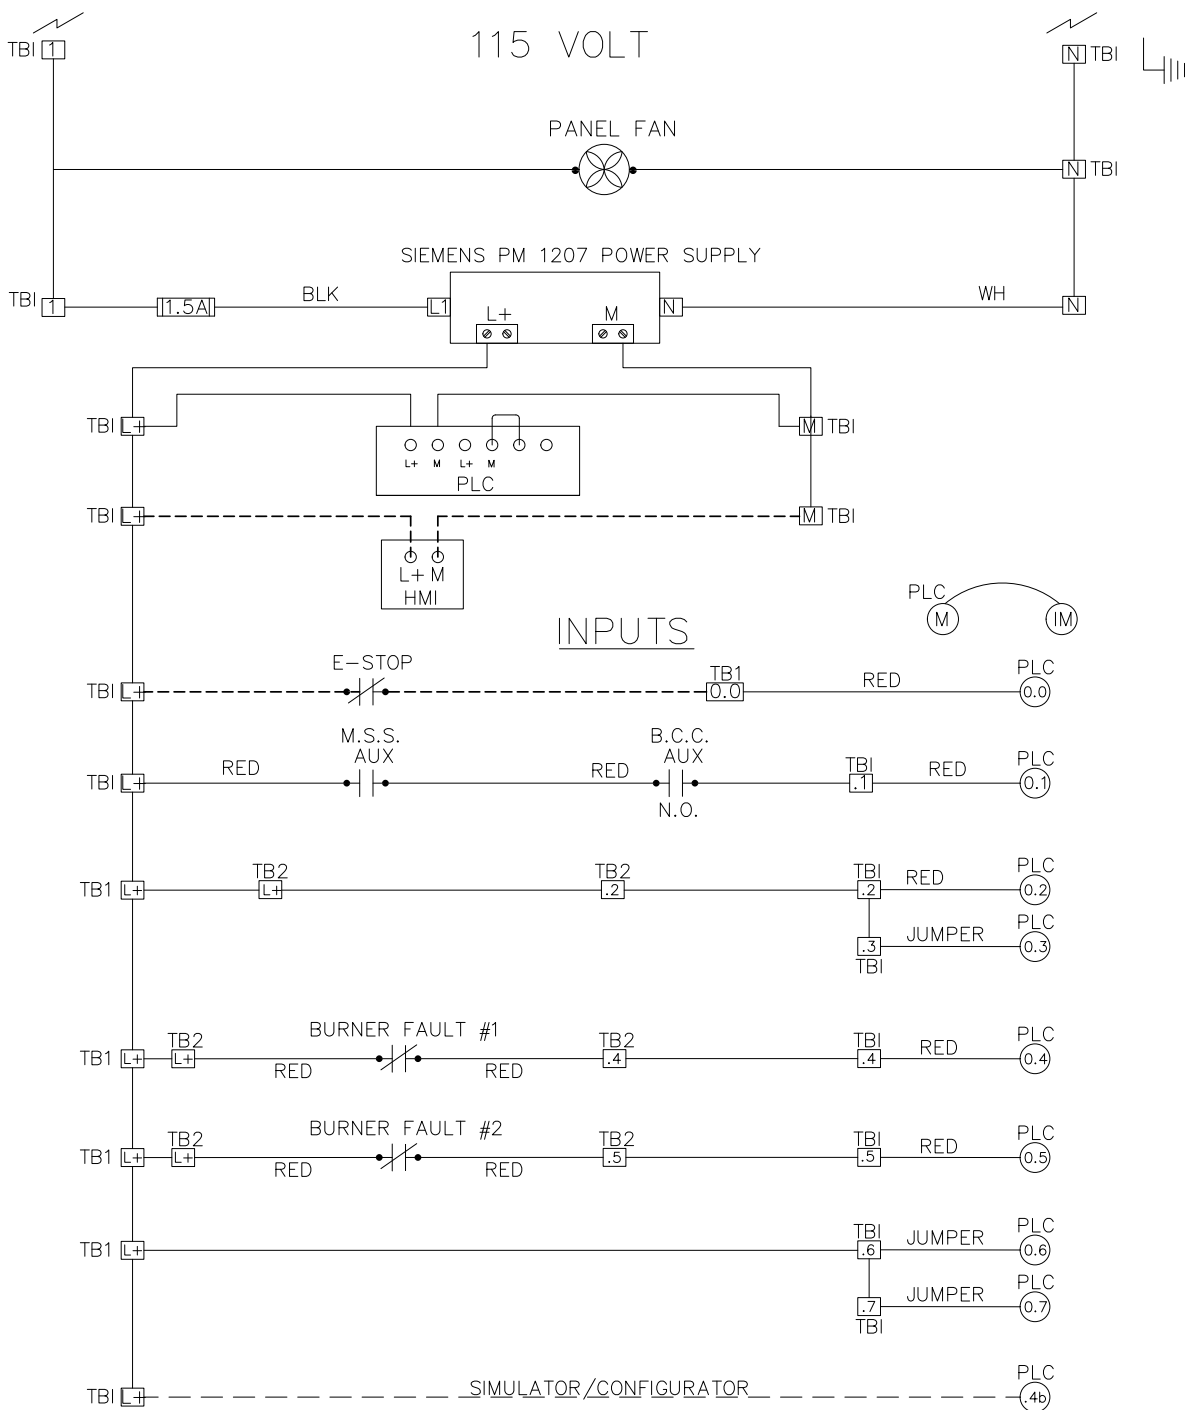 115 VOLT
TBI 1
N TBI
PANEL FAN
N TBI
SIEMENS PM 1207 POWER SUPPLY
TBI 1 1.5A BLK L1 L+ M N WH N
TBI L+ M TBI
L+ M L+ M
PLC
TBI L+ M TBI
L+ M
HMI
PLC
M IM
INPUTS
E-STOP TB1 PLC
TBI L+ 0.0 RED 0.0
M.S.S. B.C.C.
AUX AUX TBI PLC
TBI L+ RED RED .1 RED 0.1
N.O.
TB2 TB2 TBI PLC
TB1 L+ L+ .2 .2 RED 0.2
PLC
.3 JUMPER 0.3
TBI
TB2 BURNER FAULT #1 TB2 TBI PLC
TB1 L+ L+ .4 .4 RED 0.4
RED RED
TB2 BURNER FAULT #2 TB2 TBI PLC
TB1 L+ L+ .5 .5 RED 0.5
RED RED
TBI PLC
TB1 L+ .6 JUMPER 0.6
PLC
.7 JUMPER 0.7
TBI
PLC
TBI L+ SIMULATOR/CONFIGURATOR .4b